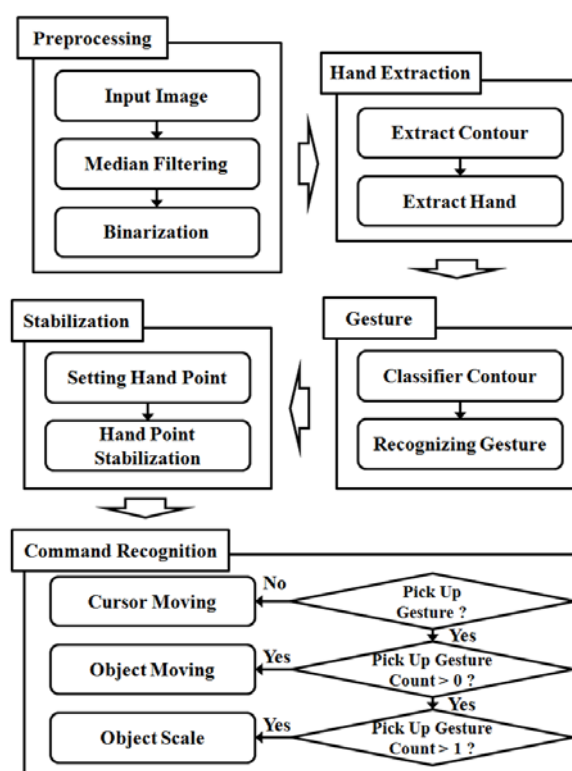 Preprocessing
Input Image
Median Filtering
Binarization
Hand Extraction
Extract Contour
Extract Hand
Gesture
Classifier Contour
Recognizing Gesture
Stabilization
Setting Hand Point
Hand Point
Stabilization
Command Recognition
Cursor Moving
No
Pick Up
Gesture ?
Yes
Object Moving
Yes
Pick Up Gesture
Count > 0 ?
Yes
Object Scale
Yes
Pick Up Gesture
Count > 1 ?